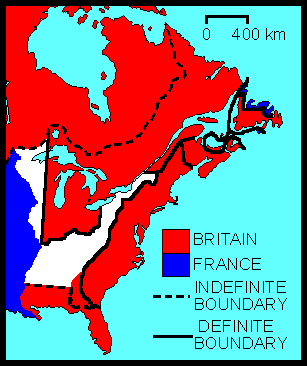 0 400 km
BRITAIN
FRANCE
INDEFINITE
BOUNDARY
DEFINITE
BOUNDARY